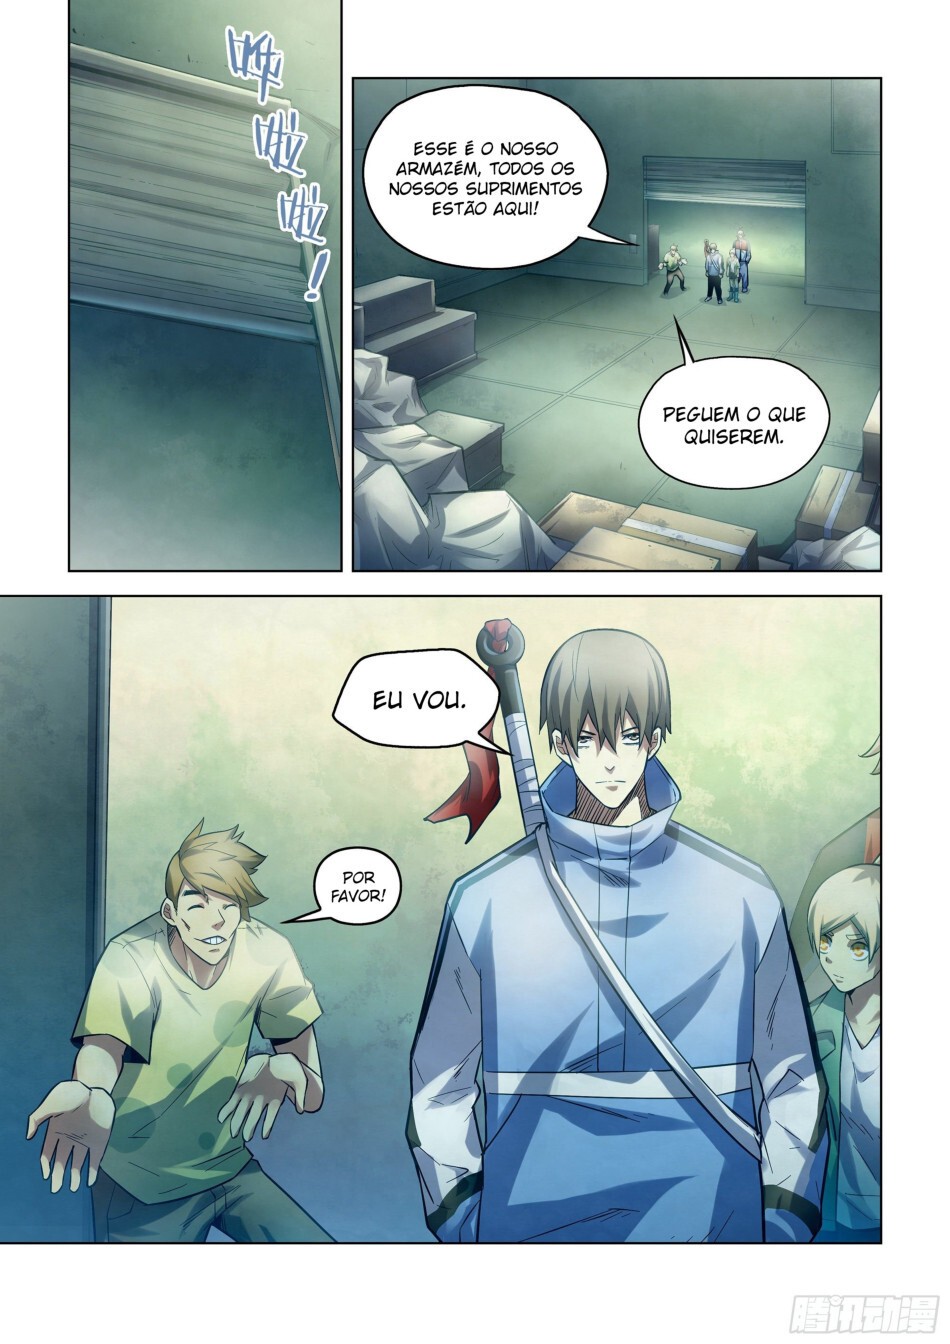 哗
啦
啦
！
ESSE É O NOSSO
ARMAZÉM, TODOS OS
NOSSOS SUPRIMENTOS
ESTÃO AQUI!
PEGUEM O QUE
QUISEREM.
EU VOU.
POR
FAVOR!
腾讯动漫